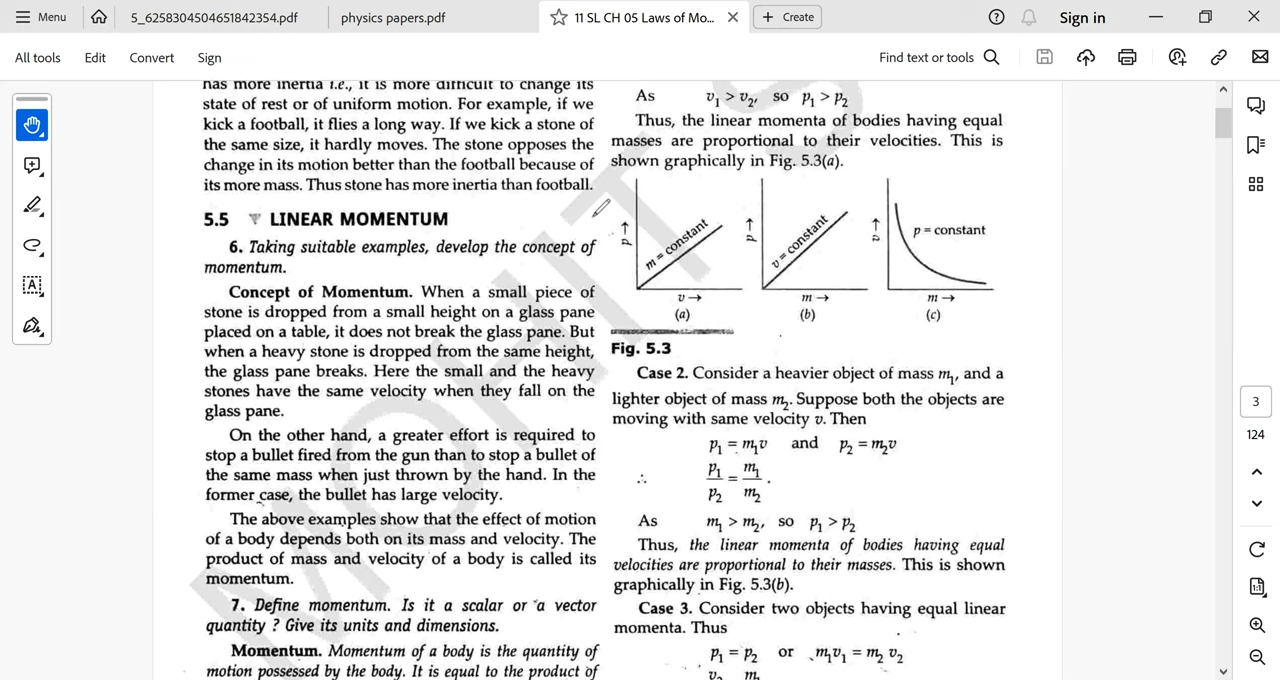 Menu
5_6258304504651842354.pdf
physics papers.pdf
11 SL CH 05 Laws of Mo...
Create
Sign in
All tools
Edit
Convert
Sign
Find text or tools
has more inertia i.e., it is more difficult to change its
state of rest or of uniform motion. For example, if we
kick a football, it flies a long way. If we kick a stone of
the same size, it hardly moves. The stone opposes the
change in its motion better than the football because of
its more mass. Thus stone has more inertia than football.
5.5 LINEAR MOMENTUM
6. Taking suitable examples, develop the concept of
momentum.
Concept of Momentum. When a small piece of
stone is dropped from a small height on a glass pane
placed on a table, it does not break the glass pane. But
when a heavy stone is dropped from the same height,
the glass pane breaks. Here the small and the heavy
stones have the same velocity when they fall on the
glass pane.
On the other hand, a greater effort is required to
stop a bullet fired from the gun than to stop a bullet of
the same mass when just thrown by the hand. In the
former case, the bullet has large velocity.
The above examples show that the effect of motion
of a body depends both on its mass and velocity. The
product of mass and velocity of a body is called its
momentum.
7. Define momentum. Is it a scalar or a vector
quantity ? Give its units and dimensions.
Momentum. Momentum of a body is the quantity of
motion possessed by the body. It is equal to the product of
As v₁ > v₂, so p₁ > p₂
Thus, the linear momenta of bodies having equal
masses are proportional to their velocities. This is
shown graphically in Fig. 5.3(a).
p →
m = constant
v →
(a)
p →
v = constant
m →
(b)
v →
p = constant
m →
(c)
Fig. 5.3
Case 2. Consider a heavier object of mass m₁, and a
lighter object of mass m₂. Suppose both the objects are
moving with same velocity v. Then
p₁ = m₁v and p₂ = m₂v
∴ p₁/p₂ = m₁/m₂ .
As m₁ > m₂, so p₁ > p₂
Thus, the linear momenta of bodies having equal
velocities are proportional to their masses. This is shown
graphically in Fig. 5.3(b).
Case 3. Consider two objects having equal linear
momenta. Thus
p₁ = p₂ or m₁v₁ = m₂ v₂
3
124